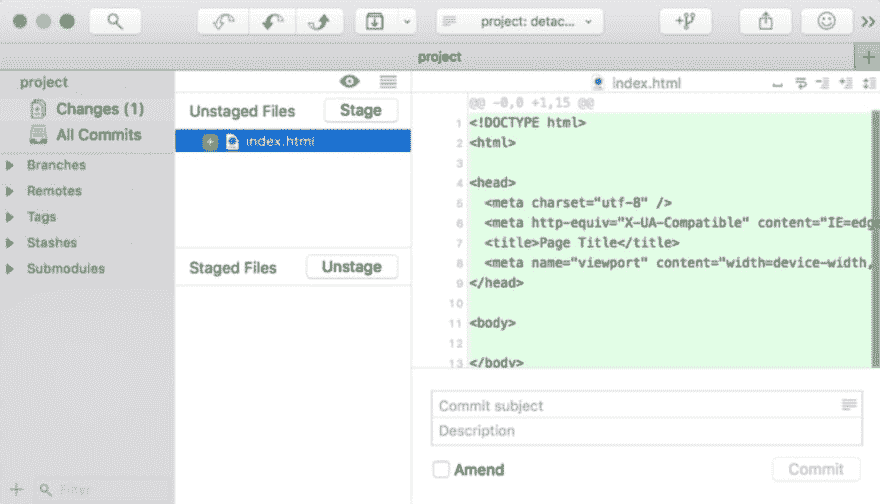 project: detac...
project
project
Changes (1)
All Commits
Branches
Remotes
Tags
Stashes
Submodules
Filter
Unstaged Files
Stage
index.html
Staged Files
Unstage
index.html
@@ -0,0 +1,15 @@
1 <!DOCTYPE html>
2 <html>
3
4 <head>
5 <meta charset="utf-8" />
6 <meta http-equiv="X-UA-Compatible" content="IE=edge
7 <title>Page Title</title>
8 <meta name="viewport" content="width=device-width,
9 </head>
10
11 <body>
12
13 </body>
Commit subject
Description
Amend
Commit